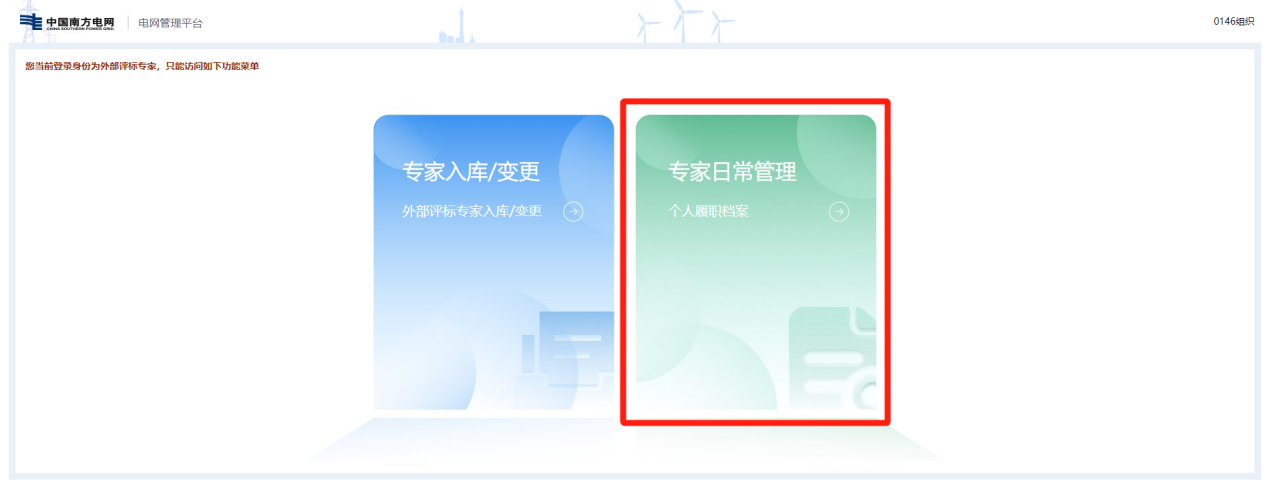 中国南方电网
CHINA SOUTHERN POWER GRID
电网管理平台
0146组织
您当前登录身份为外部评标专家，只能访问如下功能菜单
专家入库/变更
外部评标专家入库/变更
专家日常管理
个人履职档案